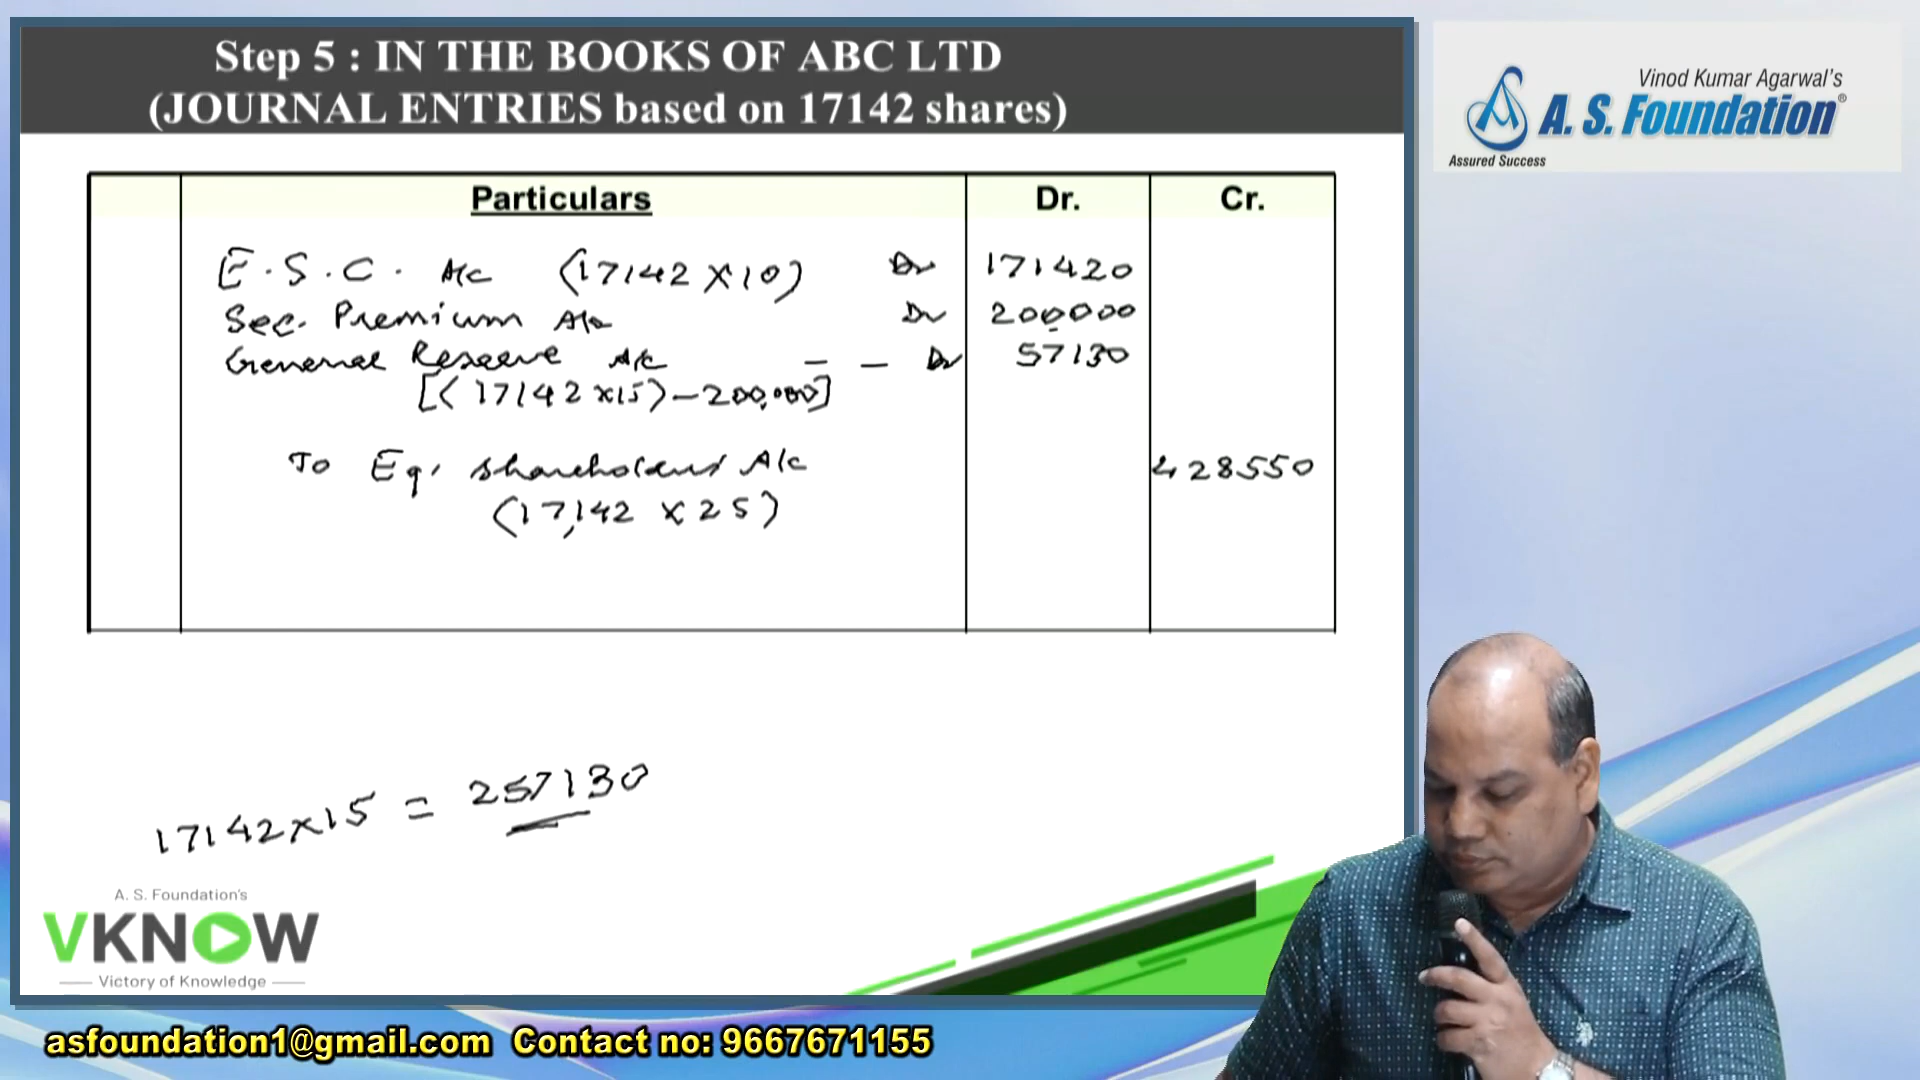 Step 5 : IN THE BOOKS OF ABC LTD
(JOURNAL ENTRIES based on 17142 shares)
Vinod Kumar Agarwal's
A. S. Foundation®
Assured Success
Particulars Dr. Cr.
E.S.C. A/c (17142 X 10) Dr 171420
Sec. Premium A/c Dr 200000
General Reserve A/c — — Dr 57130
[(17142 x 15) – 200,000]
To Eq. Shareholders A/c 428550
(17,142 X 25)
17142 x 15 = 257130
A. S. Foundation's
VKNOW
Victory of Knowledge
asfoundation1@gmail.com Contact no: 9667671155